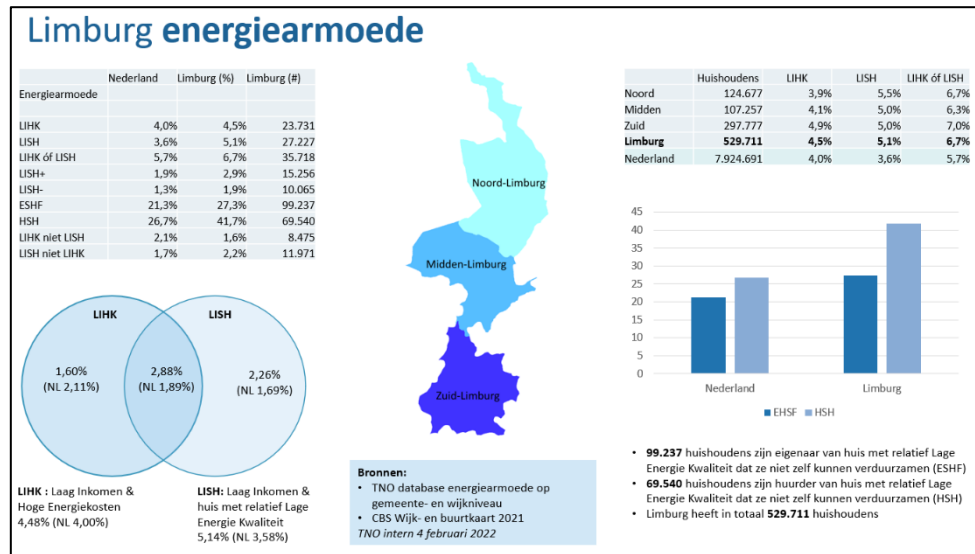 Limburg energiearmoede
Nederland Limburg (%) Limburg (#)
Energiearmoede
LIHK 4,0% 4,5% 23.731
LISH 3,6% 5,1% 27.227
LIHK óf LISH 5,7% 6,7% 35.718
LISH+ 1,9% 2,9% 15.256
LISH- 1,3% 1,9% 10.065
ESHF 21,3% 27,3% 99.237
HSH 26,7% 41,7% 69.540
LIHK niet LISH 2,1% 1,6% 8.475
LISH niet LIHK 1,7% 2,2% 11.971
LIHK LISH
1,60%
(NL 2,11%)
2,88%
(NL 1,89%)
2,26%
(NL 1,69%)
LIHK : Laag Inkomen &
Hoge Energiekosten
4,48% (NL 4,00%)
LISH: Laag Inkomen &
huis met relatief Lage
Energie Kwaliteit
5,14% (NL 3,58%)
Noord-Limburg
Midden-Limburg
Zuid-Limburg
Bronnen:
• TNO database energiearmoede op
gemeente- en wijkniveau
• CBS Wijk- en buurtkaart 2021
TNO intern 4 februari 2022
Huishoudens LIHK LISH LIHK óf LISH
Noord 124.677 3,9% 5,5% 6,7%
Midden 107.257 4,1% 5,0% 6,3%
Zuid 297.777 4,9% 5,0% 7,0%
Limburg 529.711 4,5% 5,1% 6,7%
Nederland 7.924.691 4,0% 3,6% 5,7%
45
40
35
30
25
20
15
10
5
0
Nederland Limburg
EHSF HSH
• 99.237 huishoudens zijn eigenaar van huis met relatief Lage
Energie Kwaliteit dat ze niet zelf kunnen verduurzamen (ESHF)
• 69.540 huishoudens zijn huurder van huis met relatief Lage
Energie Kwaliteit dat ze niet zelf kunnen verduurzamen (HSH)
• Limburg heeft in totaal 529.711 huishoudens